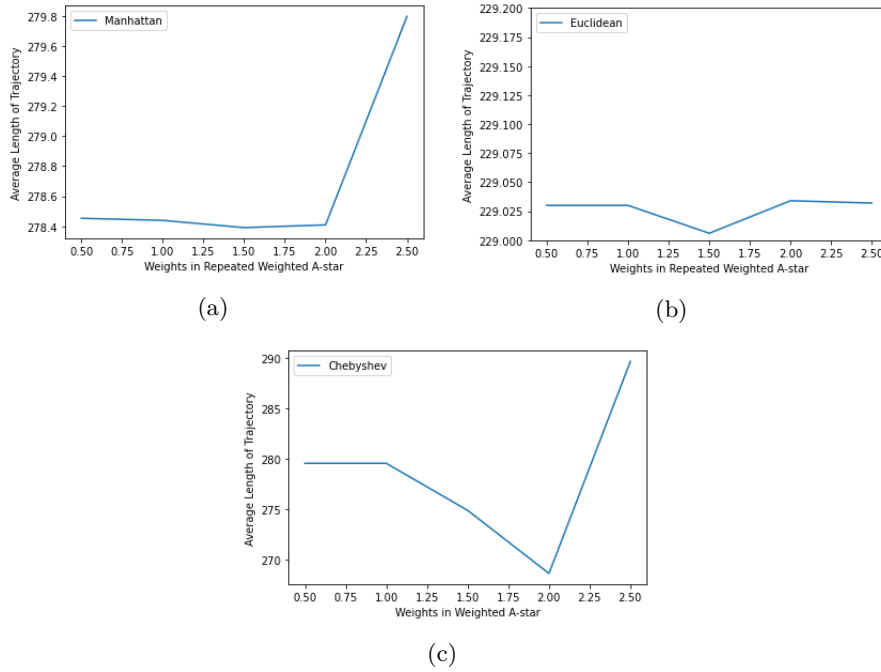 Manhattan
279.8
279.6
279.4
279.2
279.0
278.8
278.6
278.4
Average Length of Trajectory
0.50 0.75 1.00 1.25 1.50 1.75 2.00 2.25 2.50
Weights in Repeated Weighted A-star
(a)
Euclidean
229.200
229.175
229.150
229.125
229.100
229.075
229.050
229.025
229.000
Average Length of Trajectory
0.50 0.75 1.00 1.25 1.50 1.75 2.00 2.25 2.50
Weights in Repeated Weighted A-star
(b)
Chebyshev
290
285
280
275
270
Average Length of Trajectory
0.50 0.75 1.00 1.25 1.50 1.75 2.00 2.25 2.50
Weights in Weighted A-star
(c)